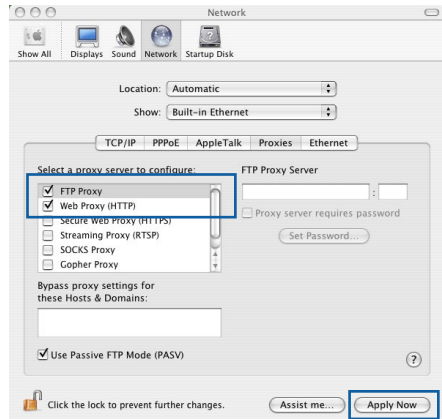 Network
Show All Displays Sound Network Startup Disk
Location: Automatic
Show: Built-in Ethernet
TCP/IP PPPoE AppleTalk Proxies Ethernet
Select a proxy server to configure:
FTP Proxy
Web Proxy (HTTP)
Secure Web Proxy (HTTPS)
Streaming Proxy (RTSP)
SOCKS Proxy
Gopher Proxy
FTP Proxy Server
:
Proxy server requires password
Set Password...
Bypass proxy settings for
these Hosts & Domains:
Use Passive FTP Mode (PASV)
?
Click the lock to prevent further changes.
Assist me...
Apply Now